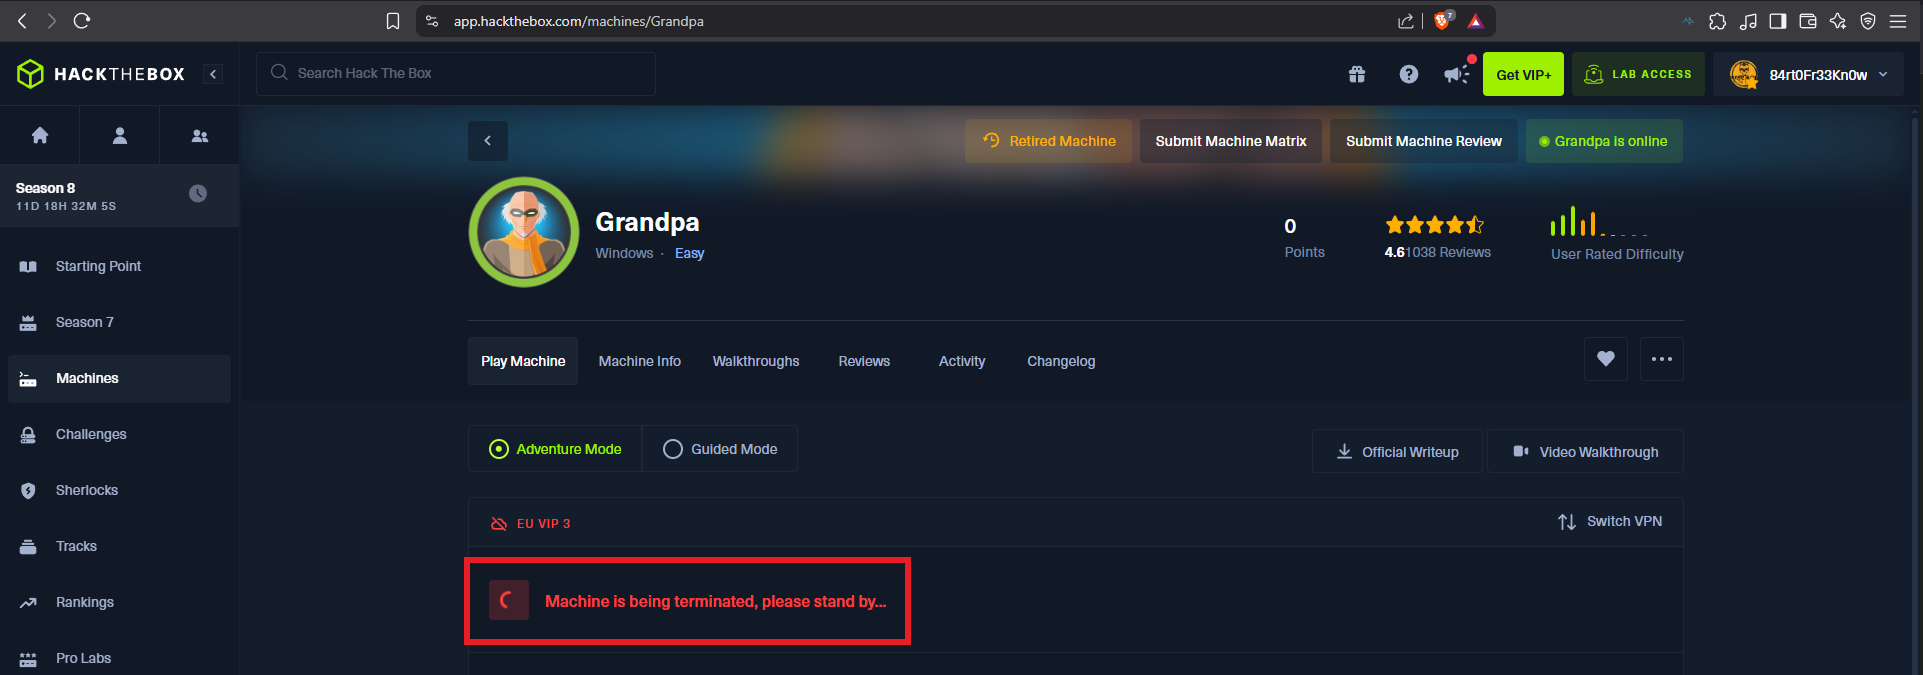 app.hackthebox.com/machines/Grandpa
7
HACKTHEBOX
Search Hack The Box
Get VIP+
LAB ACCESS
84rt0Fr33Kn0w
Season 8
11D 18H 32M 5S
Starting Point
Season 7
Machines
Challenges
Sherlocks
Tracks
Rankings
Pro Labs
Retired Machine
Submit Machine Matrix
Submit Machine Review
Grandpa is online
Grandpa
Windows · Easy
0
Points
4.6 1038 Reviews
User Rated Difficulty
Play Machine
Machine Info
Walkthroughs
Reviews
Activity
Changelog
Adventure Mode
Guided Mode
Official Writeup
Video Walkthrough
EU VIP 3
Switch VPN
Machine is being terminated, please stand by...